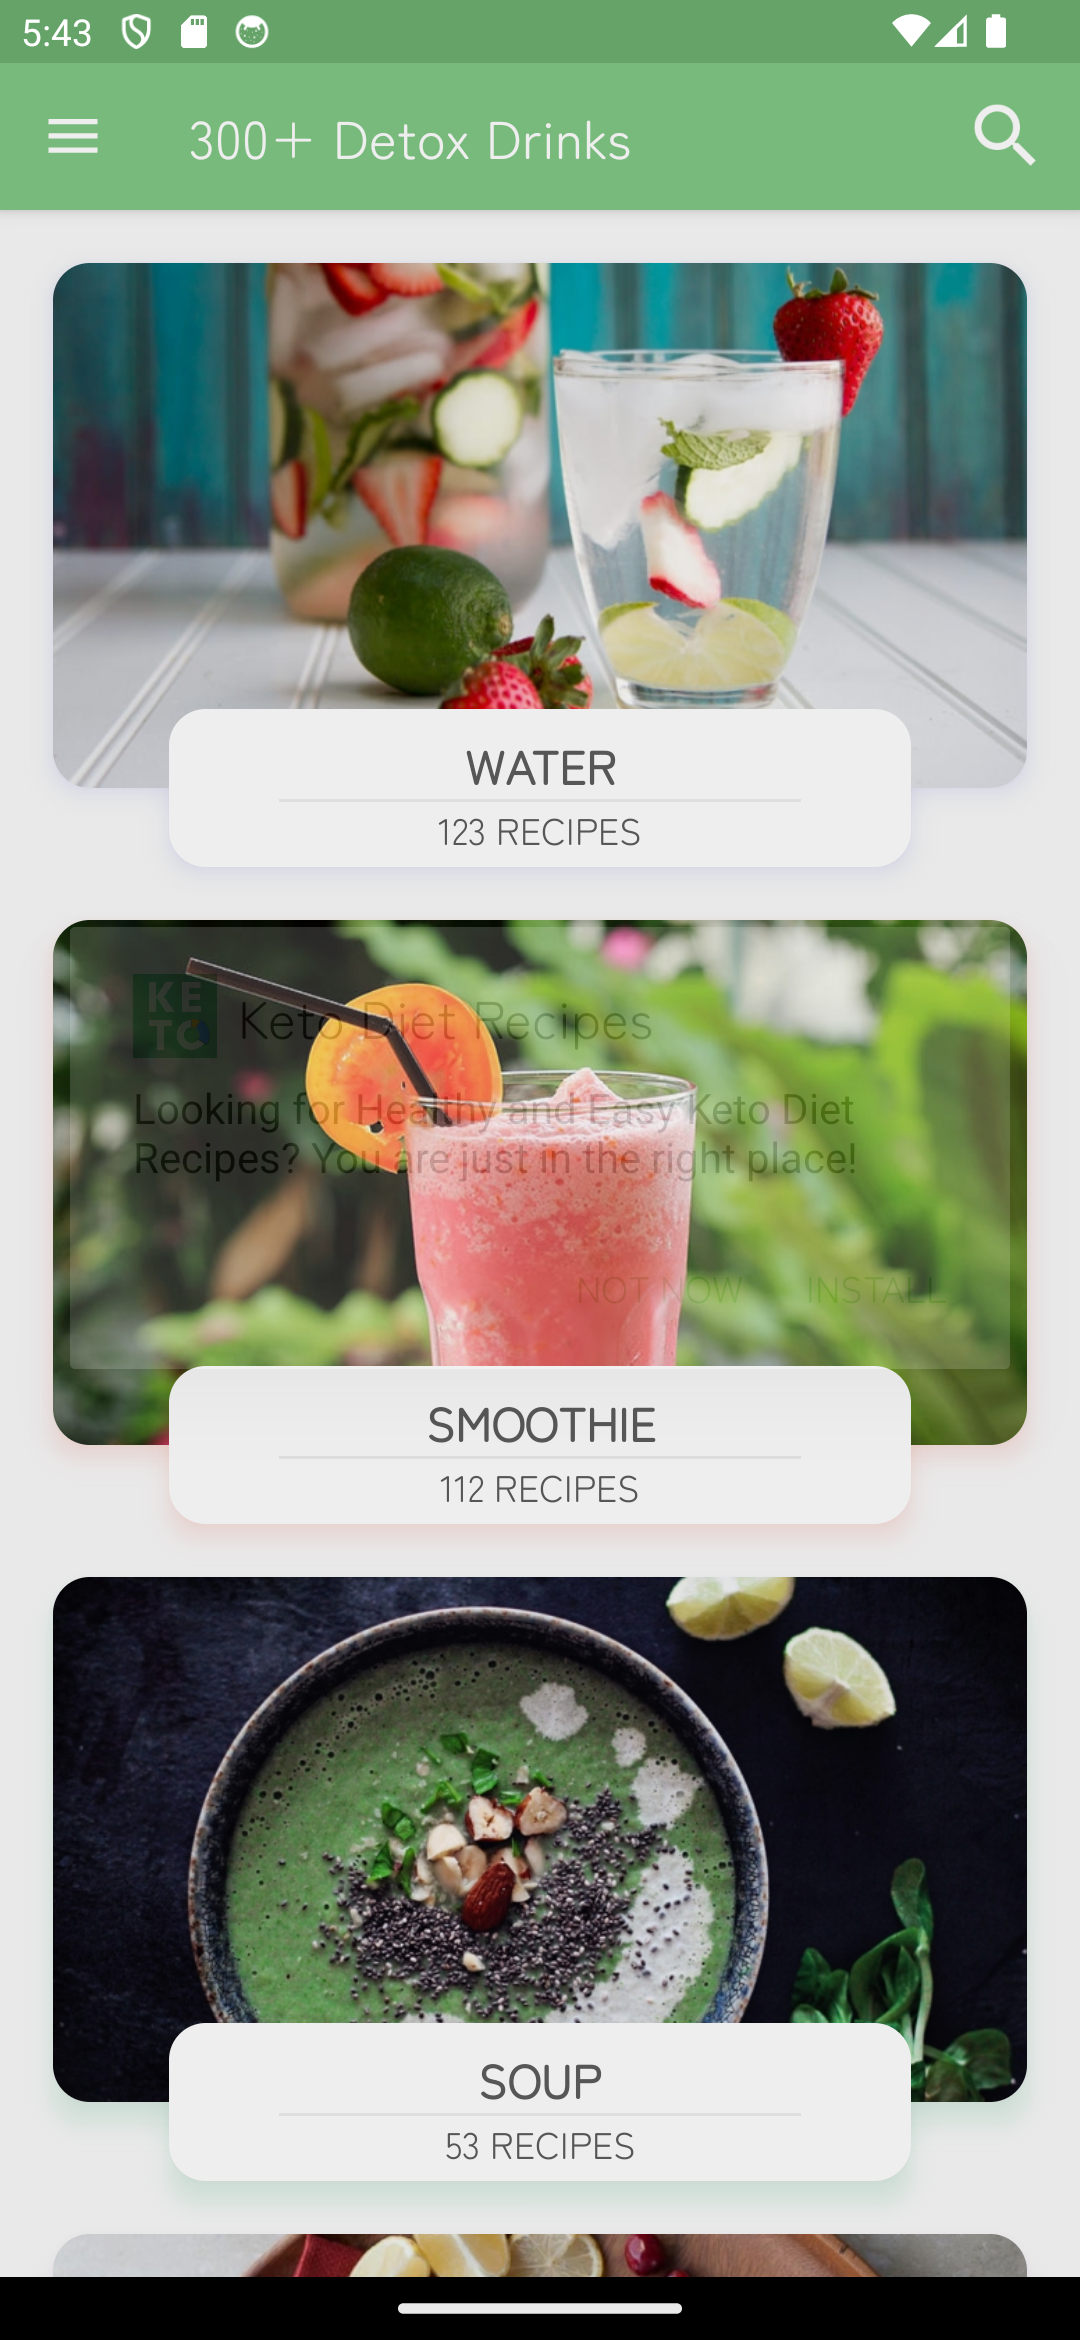 5:43
300+ Detox Drinks
WATER
123 RECIPES
KE
TO
Keto Diet Recipes
Looking for Healthy and Easy Keto Diet
Recipes? You are just in the right place!
NOT NOW INSTALL
SMOOTHIE
112 RECIPES
SOUP
53 RECIPES